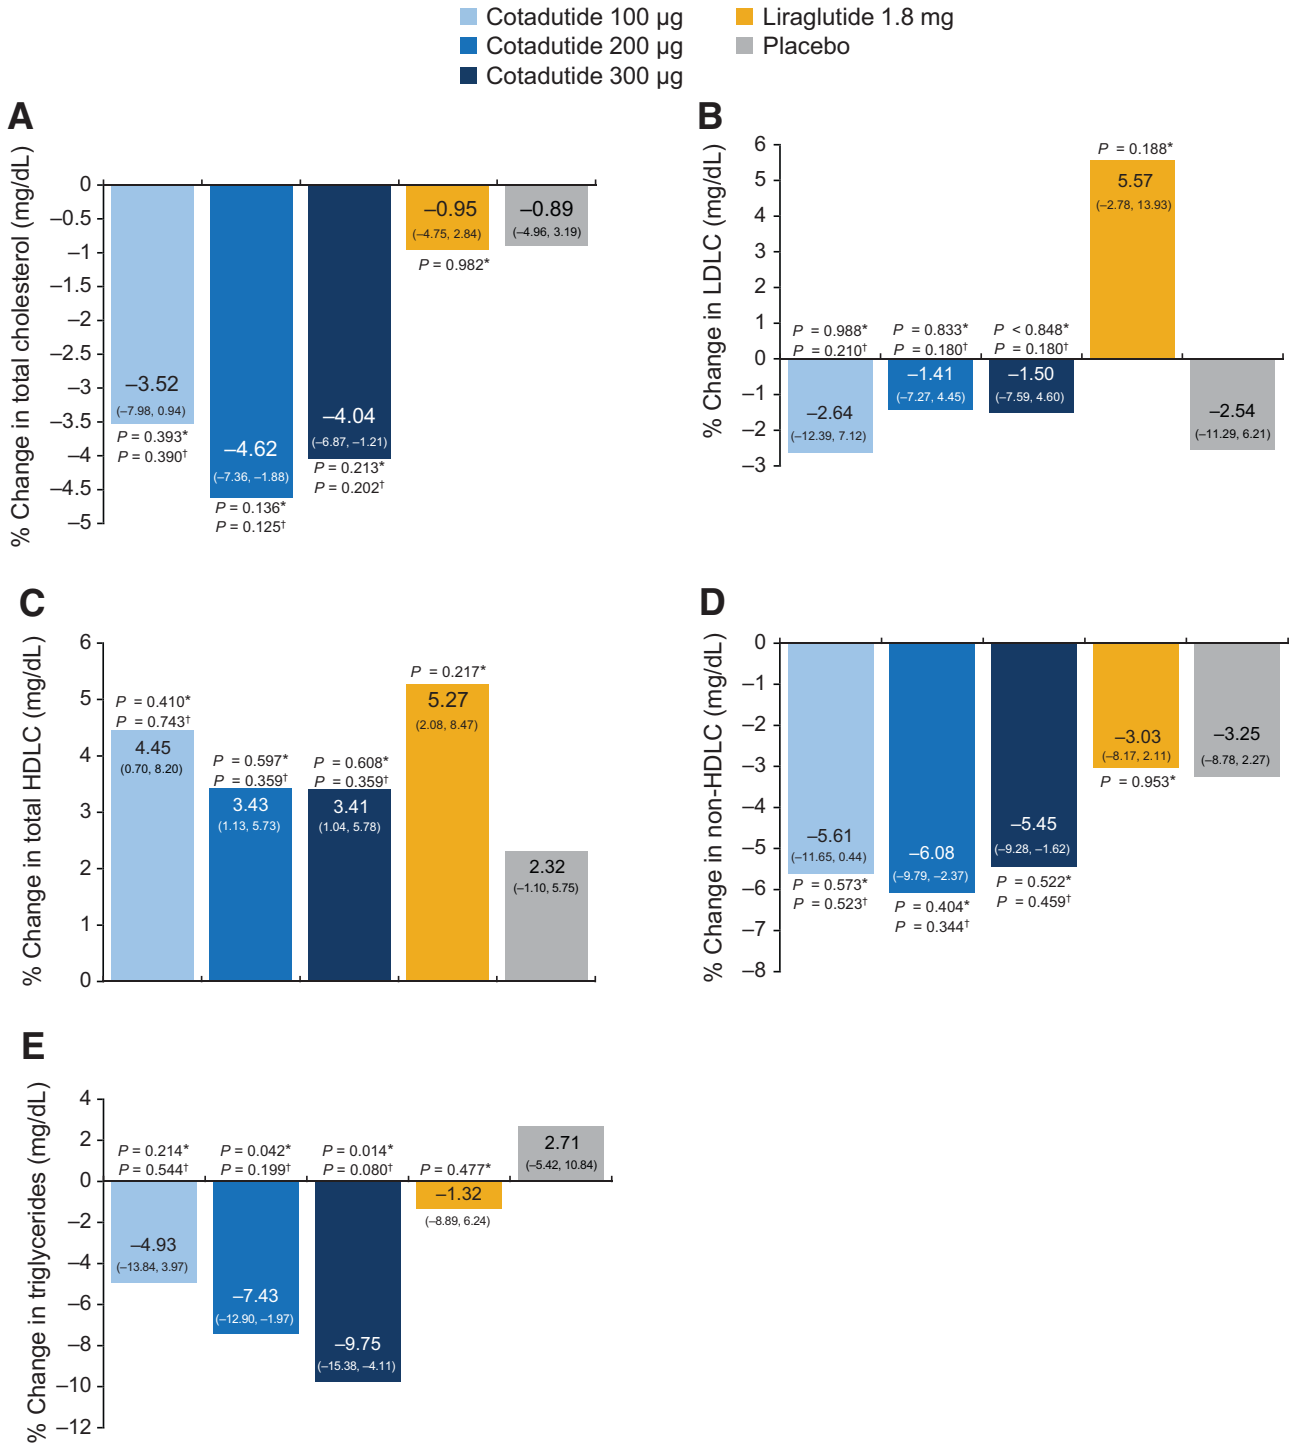 Cotadutide 100 µg
Cotadutide 200 µg
Cotadutide 300 µg
Liraglutide 1.8 mg
Placebo
A
% Change in total cholesterol (mg/dL)
0
–0.5
–1
–1.5
–2
–2.5
–3
–3.5
–4
–4.5
–5
–3.52
(–7.98, 0.94)
P = 0.393*
P = 0.390†
–4.62
(–7.36, –1.88)
P = 0.136*
P = 0.125†
–4.04
(–6.87, –1.21)
P = 0.213*
P = 0.202†
–0.95
(–4.75, 2.84)
P = 0.982*
–0.89
(–4.96, 3.19)
B
% Change in LDLC (mg/dL)
6
5
4
3
2
1
0
–1
–2
–3
P = 0.988*
P = 0.210†
–2.64
(–12.39, 7.12)
P = 0.833*
P = 0.180†
–1.41
(–7.27, 4.45)
P < 0.848*
P = 0.180†
–1.50
(–7.59, 4.60)
P = 0.188*
5.57
(–2.78, 13.93)
–2.54
(–11.29, 6.21)
C
% Change in total HDLC (mg/dL)
6
5
4
3
2
1
0
P = 0.410*
P = 0.743†
4.45
(0.70, 8.20)
P = 0.597*
P = 0.359†
3.43
(1.13, 5.73)
P = 0.608*
P = 0.359†
3.41
(1.04, 5.78)
P = 0.217*
5.27
(2.08, 8.47)
2.32
(–1.10, 5.75)
D
% Change in non-HDLC (mg/dL)
0
–1
–2
–3
–4
–5
–6
–7
–8
–5.61
(–11.65, 0.44)
P = 0.573*
P = 0.523†
–6.08
(–9.79, –2.37)
P = 0.404*
P = 0.344†
–5.45
(–9.28, –1.62)
P = 0.522*
P = 0.459†
–3.03
(–8.17, 2.11)
P = 0.953*
–3.25
(–8.78, 2.27)
E
% Change in triglycerides (mg/dL)
4
2
0
–2
–4
–6
–8
–10
–12
P = 0.214*
P = 0.544†
–4.93
(–13.84, 3.97)
P = 0.042*
P = 0.199†
–7.43
(–12.90, –1.97)
P = 0.014*
P = 0.080†
–9.75
(–15.38, –4.11)
P = 0.477*
–1.32
(–8.89, 6.24)
2.71
(–5.42, 10.84)